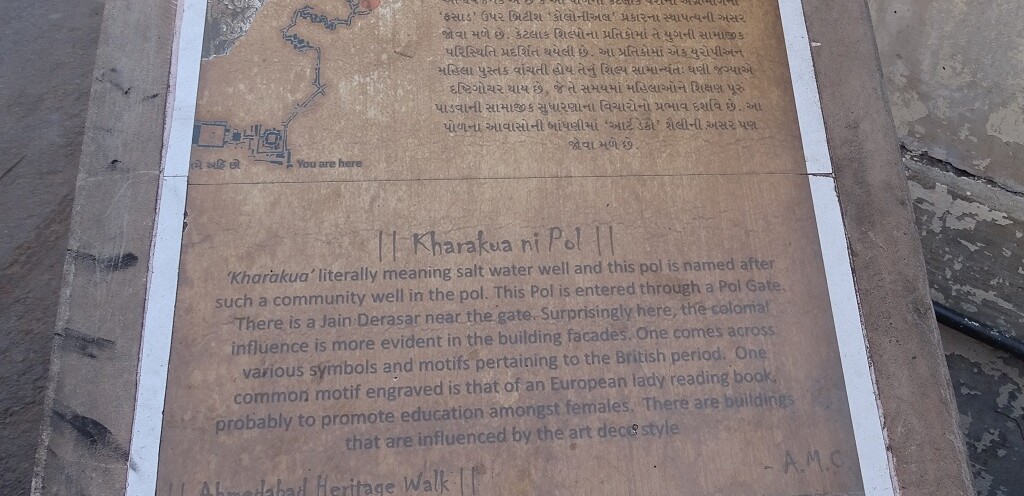 'ફસાડ' ઉપર બ્રિટીશ 'કોલોનીઅલ' પ્રકારના સ્થાપત્યની અસર
જોવા મળે છે. કેટલાક શિલ્પોના પ્રતિકોમાં તે યુગની સામાજીક
પરિસ્થિતિ પ્રદર્શિત થયેલી છે. આ પ્રતિકોમાં એક યુરોપીઅન
મહિલા પુસ્તક વાંચતી હોય તેનું શિલ્પ સામાન્યતઃ ઘણી જગ્યાએ
દષ્ટિગોચર થાય છે, જે તે સમયમાં મહિલાઓને શિક્ષણ પુરુ
પાડવાની સામાજીક સુધારણાના વિચારોનો પ્રભાવ દર્શાવે છે. આ
પોળના આવાસોની બાંધણીમાં 'આર્ટ ડેકો' શૈલીની અસર પણ
જોવા મળે છે.
મે અહિં છો
You are here
|| Kharakua ni Pol ||
'Kharakua' literally meaning salt water well and this pol is named after
such a community well in the pol. This Pol is entered through a Pol Gate.
There is a Jain Derasar near the gate. Surprisingly here, the colonial
influence is more evident in the building facades. One comes across
various symbols and motifs pertaining to the British period. One
common motif engraved is that of an European lady reading book,
probably to promote education amongst females. There are buildings
that are influenced by the art deco style
- A.M.C
|| Ahmedabad Heritage Walk ||